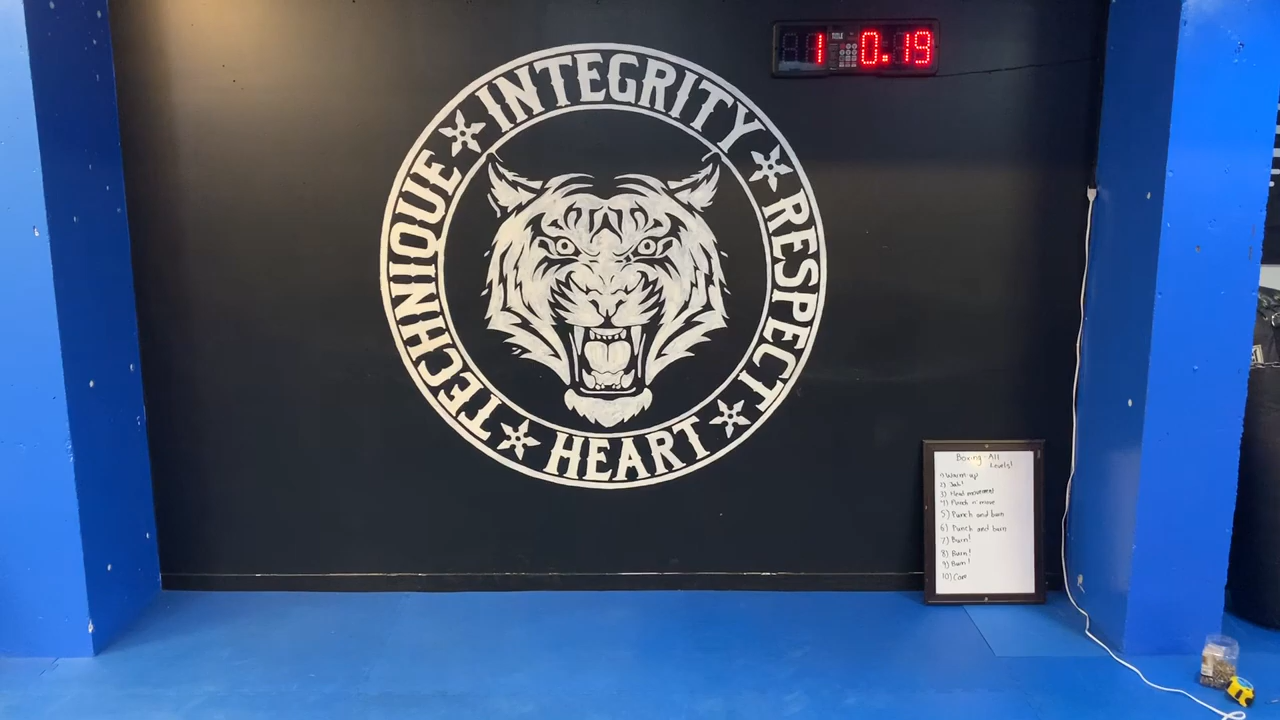 1 0.19
INTEGRITY
RESPECT
HEART
TECHNIQUE
Boxing - All
Levels!
1) Warm-up
2) Jab!
3) Head movement
4) Punch n' move
5) Punch and burn
6) Punch and burn
7) Burn!
8) Burn!
9) Burn!
10) Core